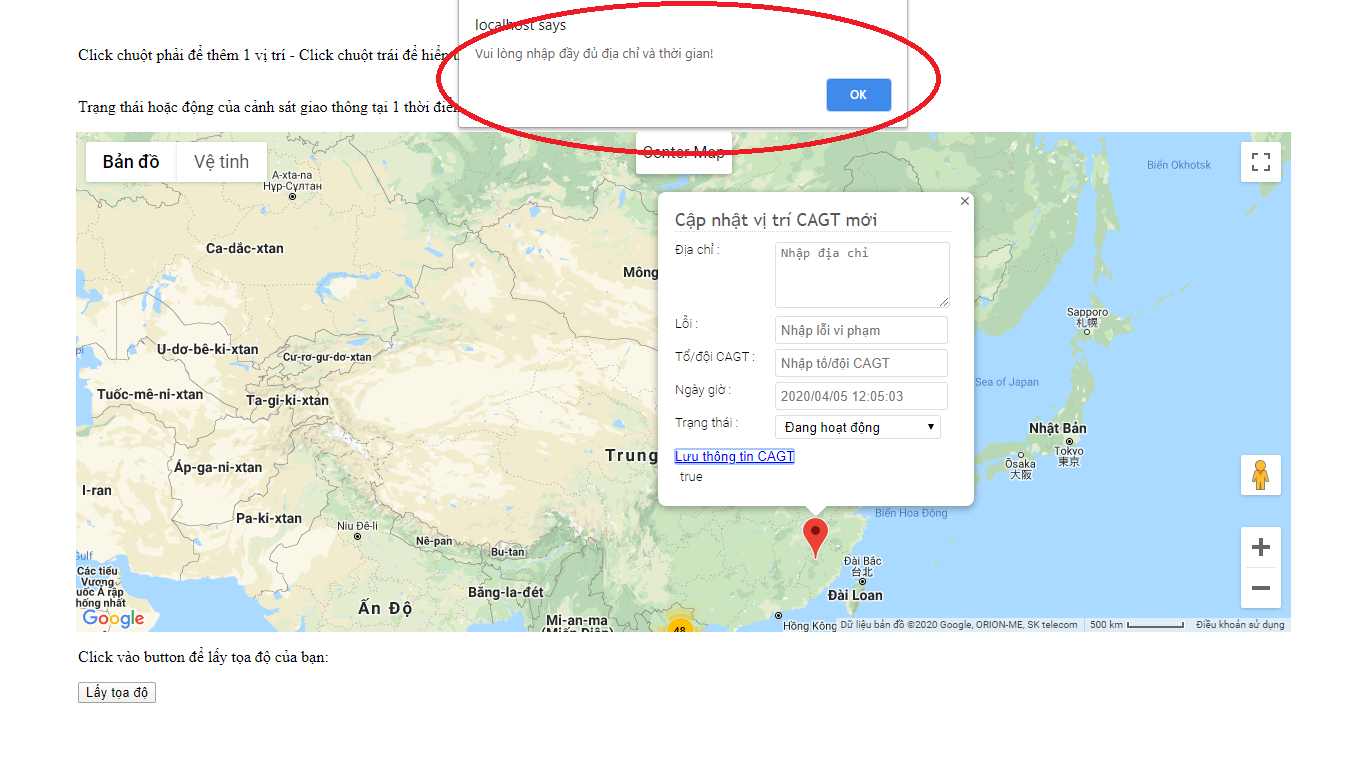 localhost says
Vui lòng nhập đầy đủ địa chỉ và thời gian!
OK
Click chuột phải để thêm 1 vị trí - Click chuột trái để hiển
Trạng thái hoặc động của cảnh sát giao thông tại 1 thời điểm
Bản đồ
Vệ tinh
Center Map
Biển Okhotsk
A-xta-na
Нур-Султан
Ca-dắc-xtan
Mông
Cập nhật vị trí CAGT mới
Địa chỉ :
Nhập địa chỉ
Lỗi :
Nhập lỗi vi phạm
Tổ/đội CAGT :
Nhập tổ/đội CAGT
Ngày giờ :
2020/04/05 12:05:03
Trạng thái :
Đang hoạt động
Lưu thông tin CAGT
true
Sapporo
札幌
U-dơ-bê-ki-xtan
Cư-rơ-gư-dơ-xtan
Sea of Japan
Tuốc-mê-ni-xtan
Ta-gi-ki-xtan
Nhật Bản
Tokyo
東京
Trung
Ōsaka
大阪
Áp-ga-ni-xtan
I-ran
Pa-ki-xtan
Biển Hoa Đông
Niu Đê-li
Nê-pan
Bu-tan
Gulf
Đài Bắc
台北
Các tiểu
Vương
quốc Ả rập
thống nhất
Băng-la-đét
Đài Loan
Ấn Độ
Mi-an-ma
(Miến Điện)
48
Hồng Kông
Google
Dữ liệu bản đồ ©2020 Google, ORION-ME, SK telecom
500 km
Điều khoản sử dụng
Click vào button để lấy tọa độ của bạn:
Lấy tọa độ